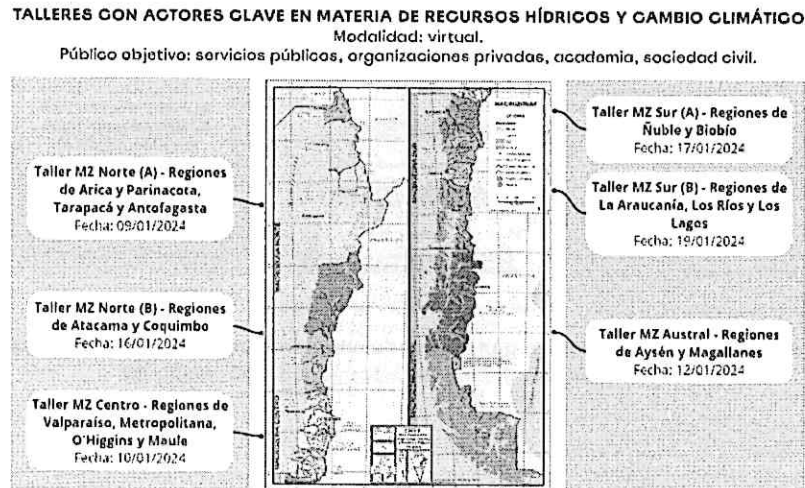 TALLERES CON ACTORES CLAVE EN MATERIA DE RECURSOS HÍDRICOS Y CAMBIO CLIMÁTICO
Modalidad: virtual.
Público objetivo: servicios públicos, organizaciones privadas, academia, sociedad civil.
Taller MZ Norte (A) - Regiones
de Arica y Parinacota,
Tarapacá y Antofagasta
Fecha: 09/01/2024
Taller MZ Norte (B) - Regiones
de Atacama y Coquimbo
Fecha: 16/01/2024
Taller MZ Centro - Regiones de
Valparaíso, Metropolitana,
O'Higgins y Maule
Fecha: 10/01/2024
Taller MZ Sur (A) - Regiones de
Ñuble y Biobío
Fecha: 17/01/2024
Taller MZ Sur (B) - Regiones de
La Araucanía, Los Ríos y Los
Lagos
Fecha: 19/01/2024
Taller MZ Austral - Regiones
de Aysén y Magallanes
Fecha: 12/01/2024